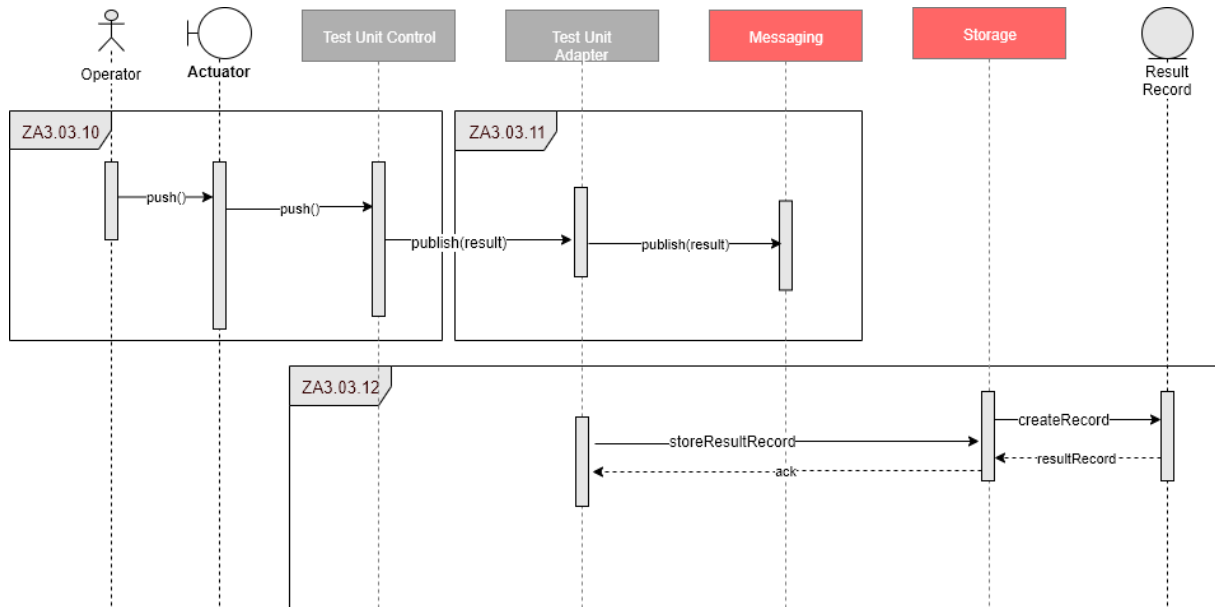 Test Unit Control
Test Unit
Adapter
Messaging
Storage
Operator
Actuator
Result
Record
ZA3.03.10
ZA3.03.11
push()
push()
publish(result)
publish(result)
ZA3.03.12
createRecord
storeResultRecord
resultRecord
ack